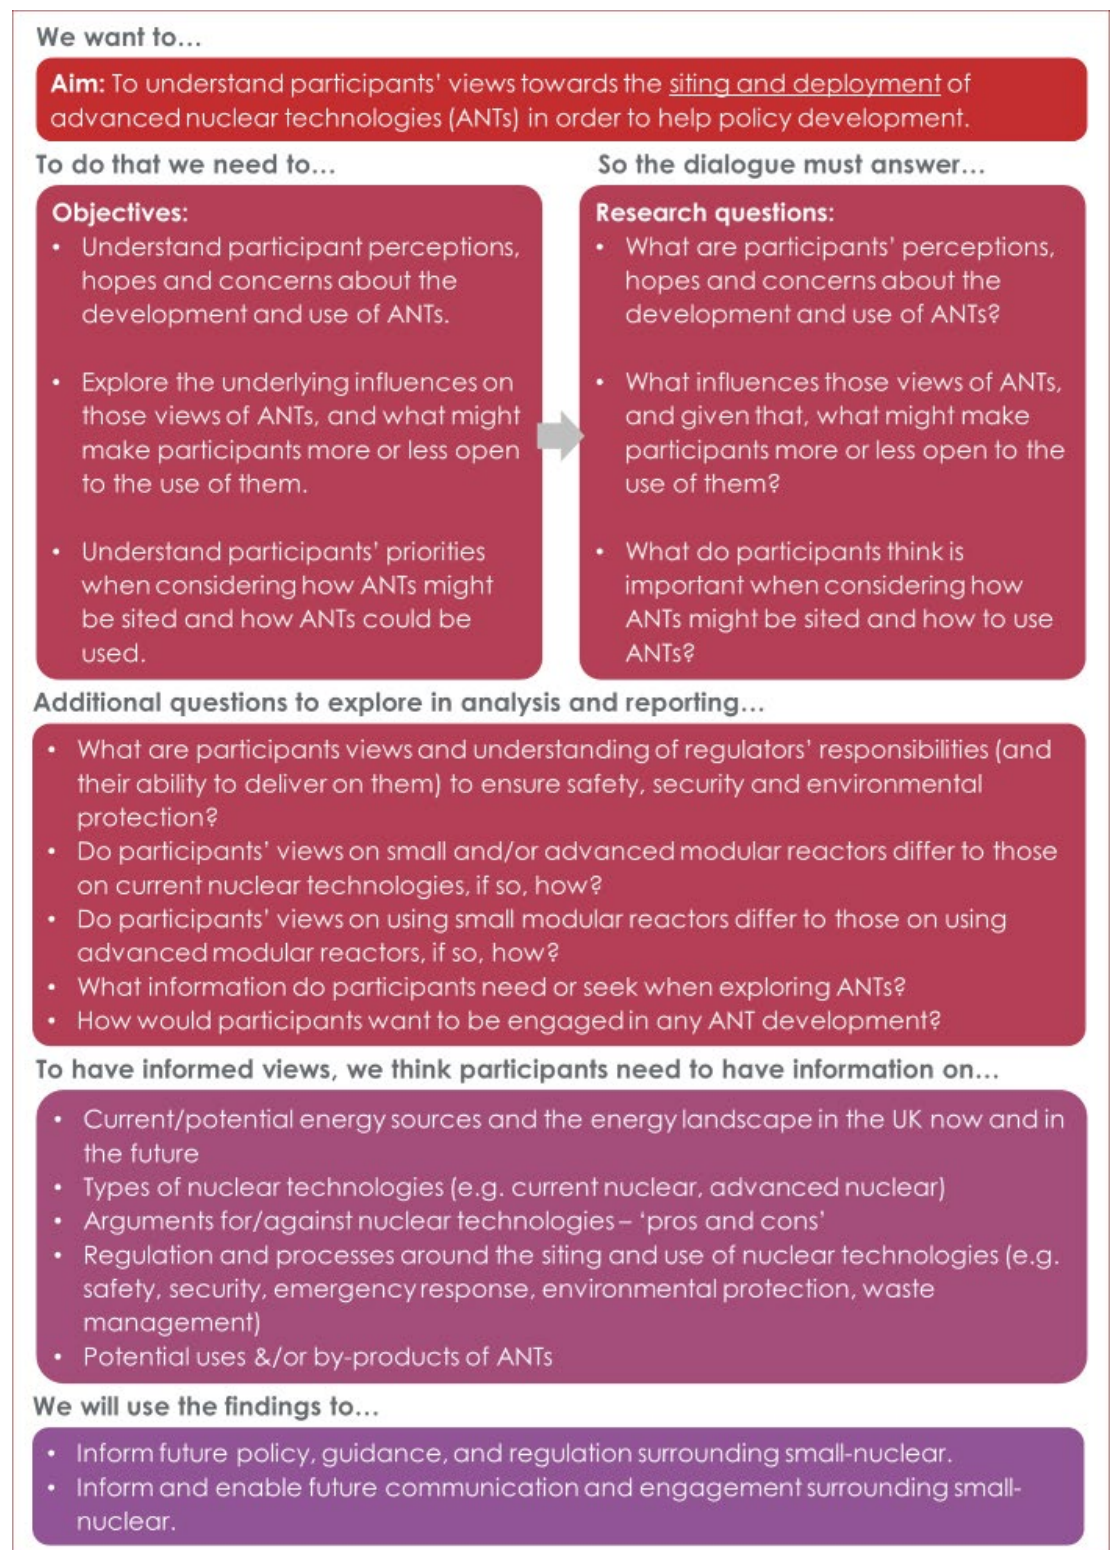 We want to…
Aim: To understand participants' views towards the siting and deployment of
advanced nuclear technologies (ANTs) in order to help policy development.
To do that we need to…
Objectives:
• Understand participant perceptions,
hopes and concerns about the
development and use of ANTs.
• Explore the underlying influences on
those views of ANTs, and what might
make participants more or less open
to the use of them.
• Understand participants' priorities
when considering how ANTs might
be sited and how ANTs could be
used.
So the dialogue must answer…
Research questions:
• What are participants' perceptions,
hopes and concerns about the
development and use of ANTs?
• What influences those views of ANTs,
and given that, what might make
participants more or less open to the
use of them?
• What do participants think is
important when considering how
ANTs might be sited and how to use
ANTs?
Additional questions to explore in analysis and reporting…
• What are participants views and understanding of regulators' responsibilities (and
their ability to deliver on them) to ensure safety, security and environmental
protection?
• Do participants' views on small and/or advanced modular reactors differ to those
on current nuclear technologies, if so, how?
• Do participants' views on using small modular reactors differ to those on using
advanced modular reactors, if so, how?
• What information do participants need or seek when exploring ANTs?
• How would participants want to be engaged in any ANT development?
To have informed views, we think participants need to have information on…
• Current/potential energy sources and the energy landscape in the UK now and in
the future
• Types of nuclear technologies (e.g. current nuclear, advanced nuclear)
• Arguments for/against nuclear technologies – 'pros and cons'
• Regulation and processes around the siting and use of nuclear technologies (e.g.
safety, security, emergency response, environmental protection, waste
management)
• Potential uses &/or by-products of ANTs
We will use the findings to…
• Inform future policy, guidance, and regulation surrounding small-nuclear.
• Inform and enable future communication and engagement surrounding small-
nuclear.